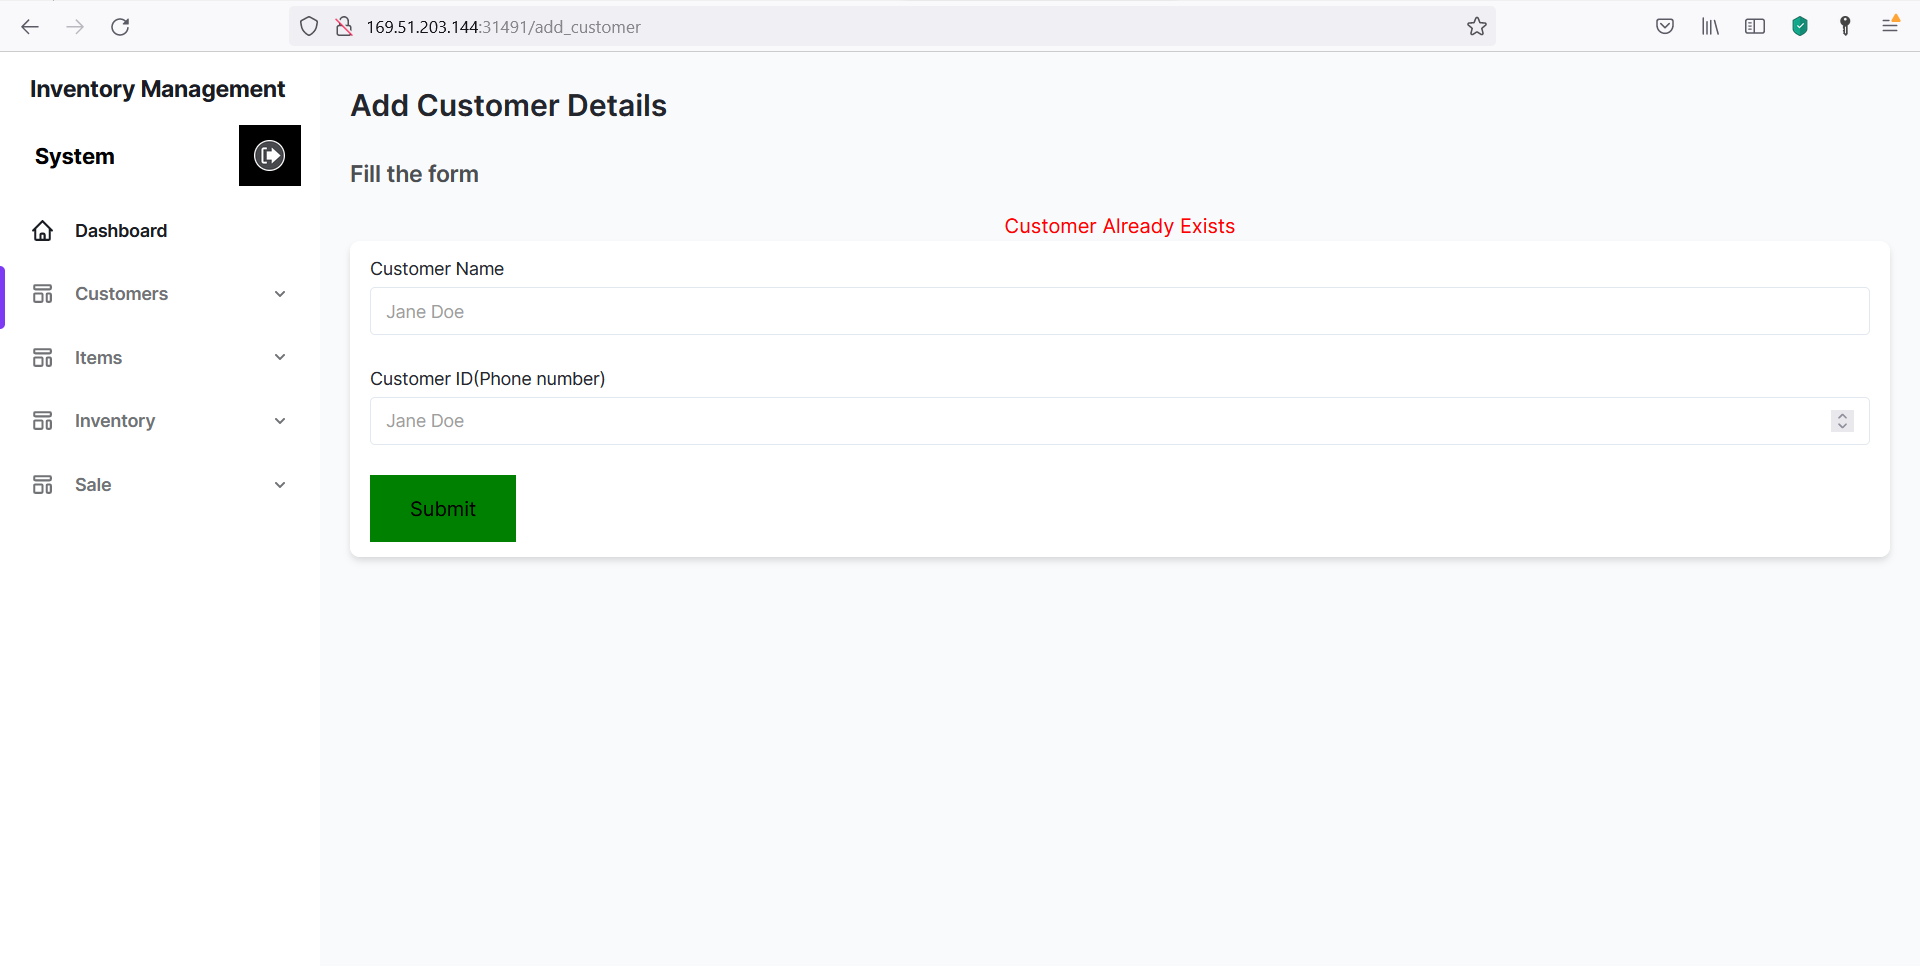 169.51.203.144:31491/add_customer
Inventory Management
System
Dashboard
Customers
Items
Inventory
Sale
Add Customer Details
Fill the form
Customer Already Exists
Customer Name
Jane Doe
Customer ID(Phone number)
Jane Doe
Submit